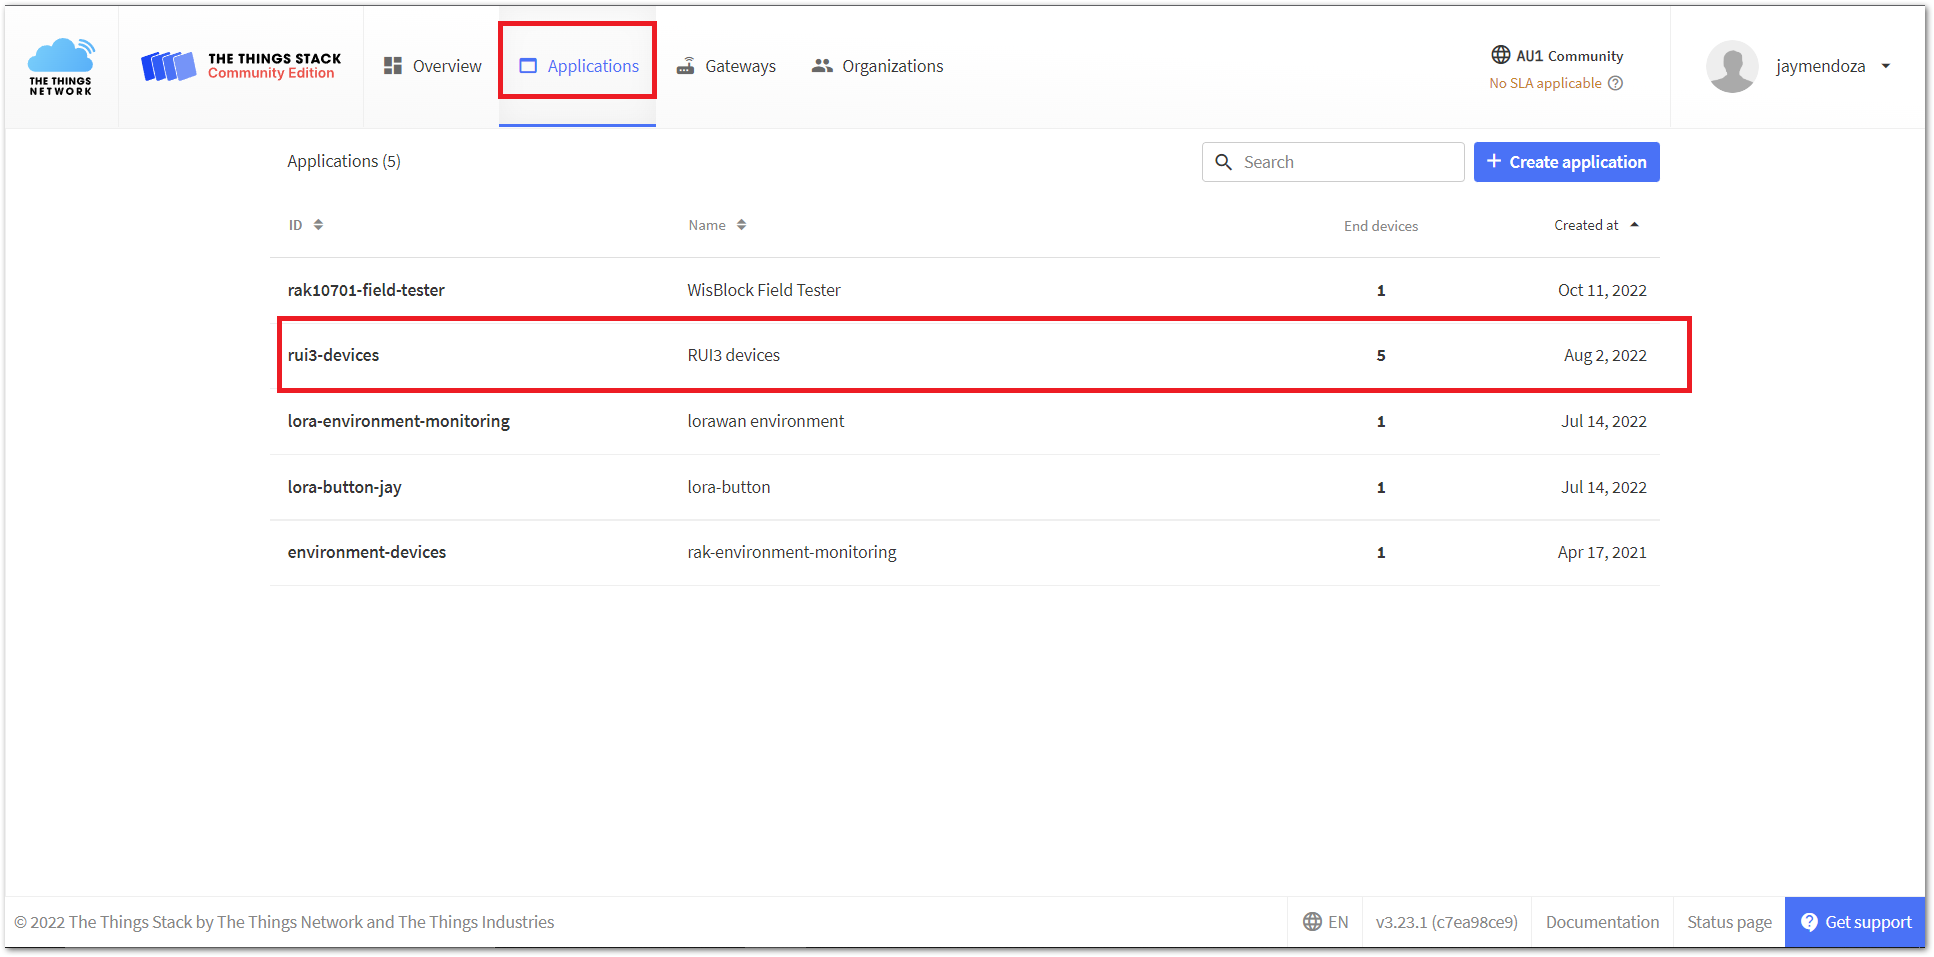 THE THINGS
NETWORK
THE THINGS STACK
Community Edition
Overview
Applications
Gateways
Organizations
AU1 Community
No SLA applicable
jaymendoza
Applications (5)
Search
+ Create application
ID Name End devices Created at
rak10701-field-tester WisBlock Field Tester 1 Oct 11, 2022
rui3-devices RUI3 devices 5 Aug 2, 2022
lora-environment-monitoring lorawan environment 1 Jul 14, 2022
lora-button-jay lora-button 1 Jul 14, 2022
environment-devices rak-environment-monitoring 1 Apr 17, 2021
© 2022 The Things Stack by The Things Network and The Things Industries
EN
v3.23.1 (c7ea98ce9)
Documentation
Status page
Get support